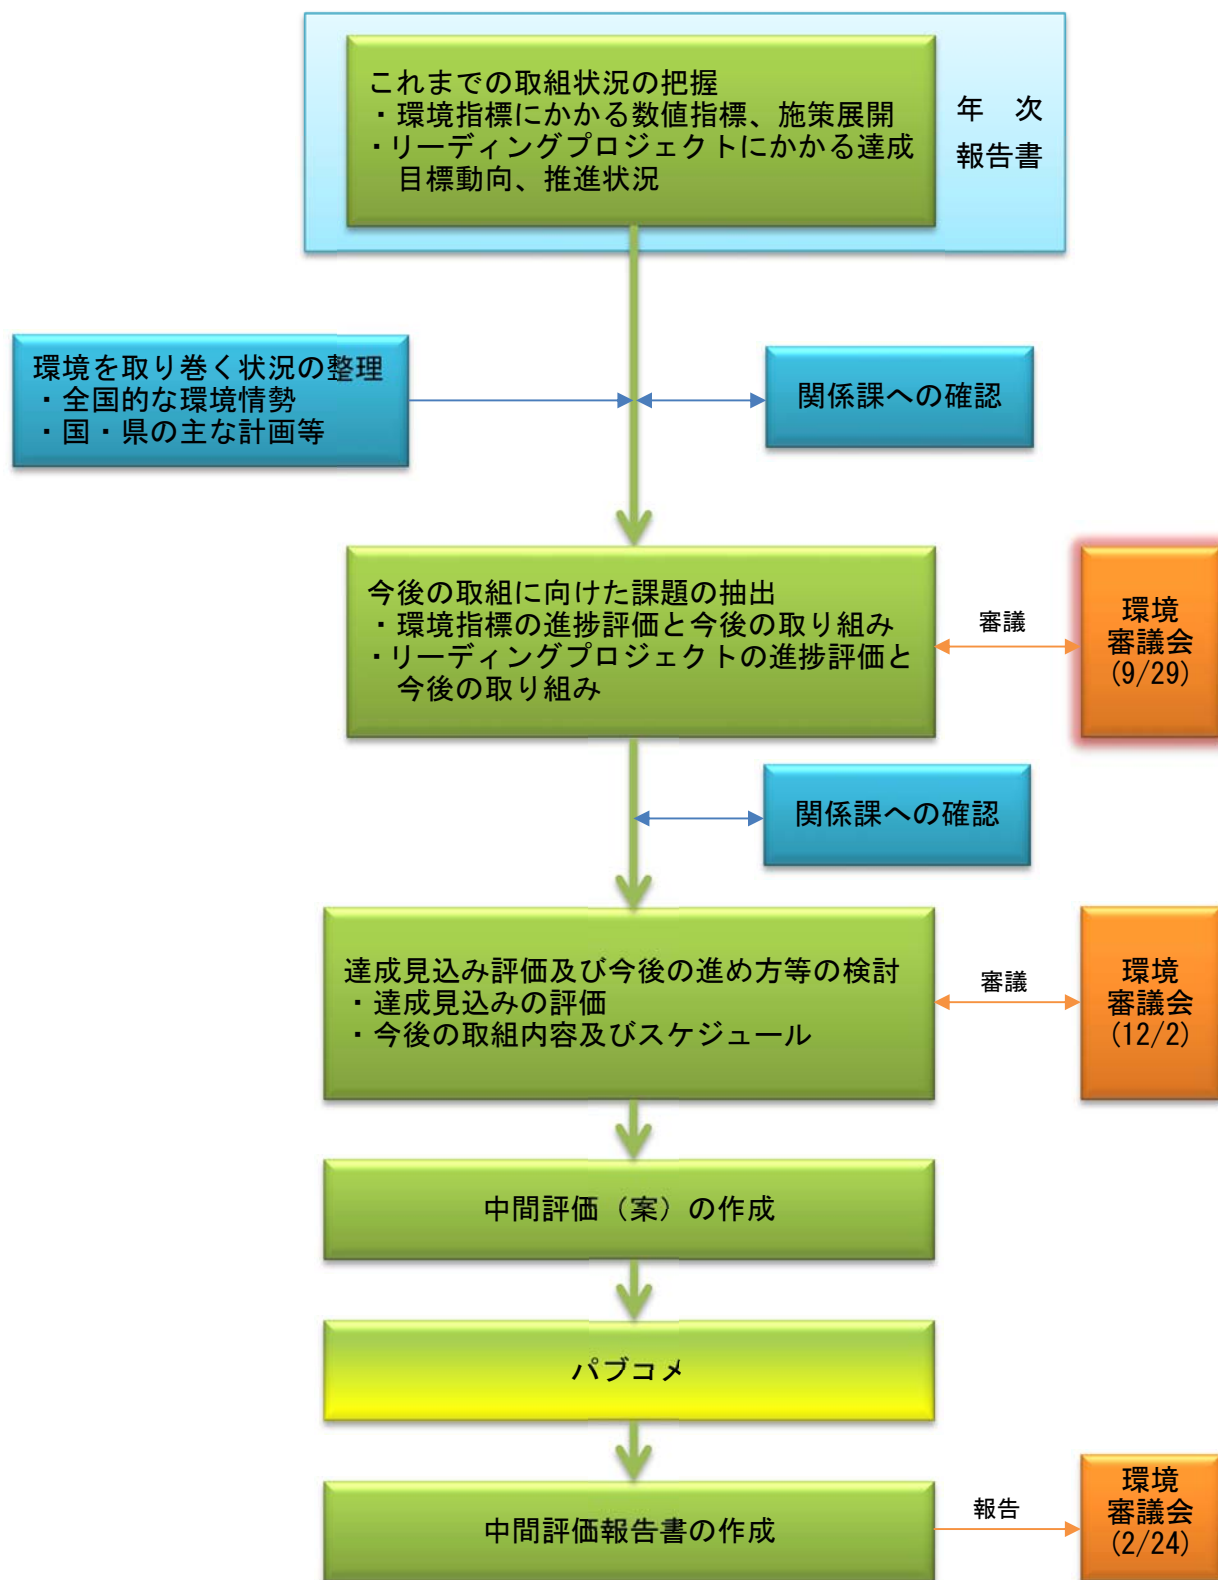 これまでの取組状況の把握
・環境指標にかかる数値指標、施策展開
・リーディングプロジェクトにかかる達成
目標動向、推進状況
年　次
報告書
環境を取り巻く状況の整理
・全国的な環境情勢
・国・県の主な計画等
関係課への確認
今後の取組に向けた課題の抽出
・環境指標の進捗評価と今後の取り組み
・リーディングプロジェクトの進捗評価と
今後の取り組み
審議
環境
審議会
(9/29)
関係課への確認
達成見込み評価及び今後の進め方等の検討
・達成見込みの評価
・今後の取組内容及びスケジュール
審議
環境
審議会
(12/2)
中間評価（案）の作成
パブコメ
中間評価報告書の作成
報告
環境
審議会
(2/24)